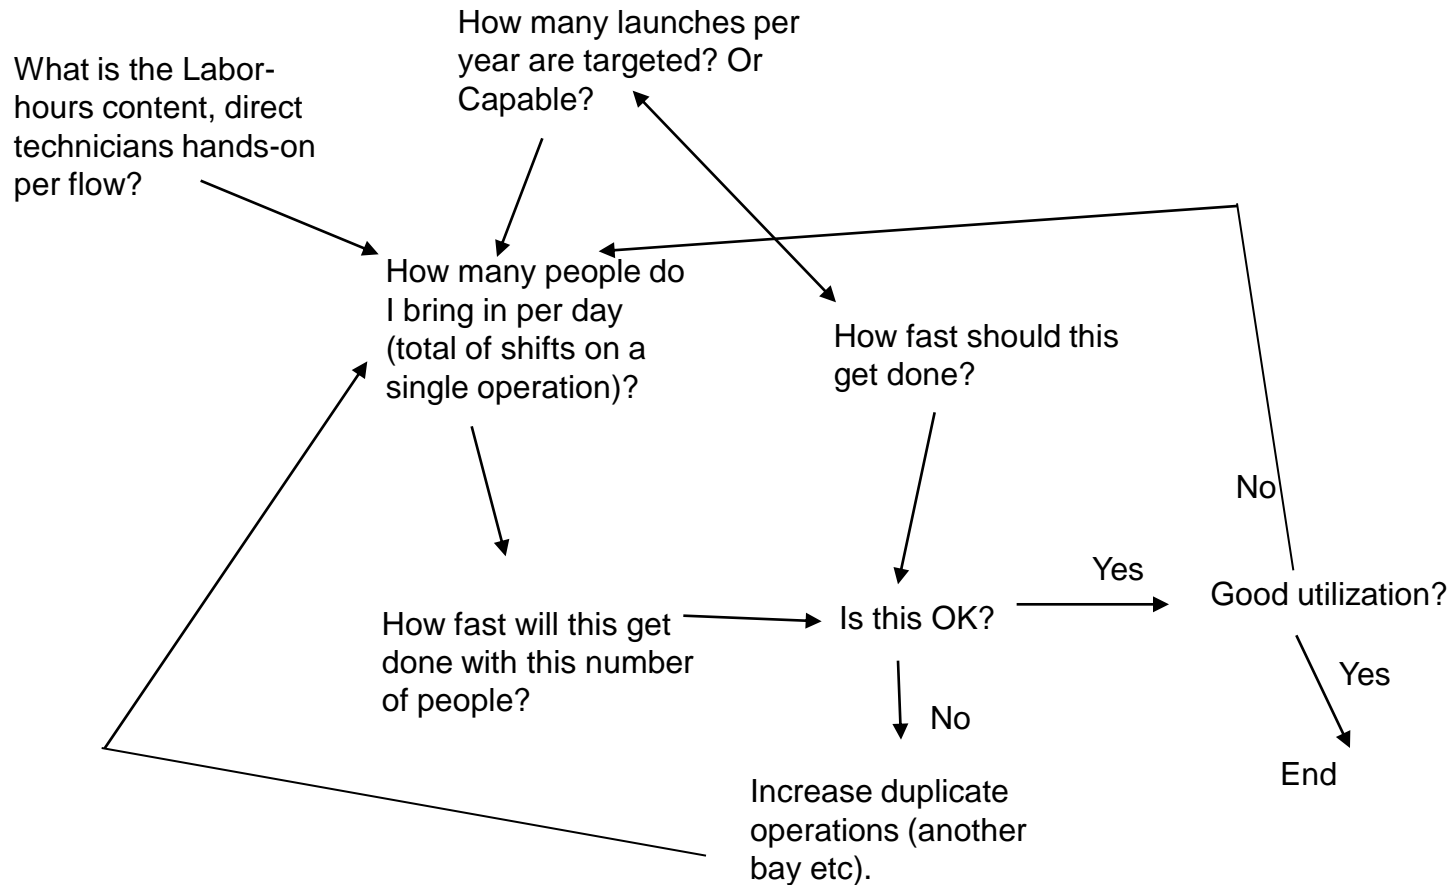 How many launches per
year are targeted? Or
Capable?
What is the Labor-
hours content, direct
technicians hands-on
per flow?
How many people do
I bring in per day
(total of shifts on a
single operation)?
How fast should this
get done?
No
Yes
Good utilization?
Is this OK?
How fast will this get
done with this number
of people?
Yes
No
End
Increase duplicate
operations (another
bay etc).